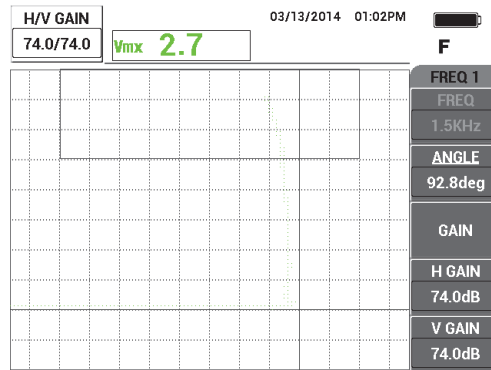 H/V GAIN
74.0/74.0
Vmx 2.7
03/13/2014 01:02PM
F
FREQ 1
FREQ
1.5KHz
ANGLE
92.8deg
GAIN
H GAIN
74.0dB
V GAIN
74.0dB